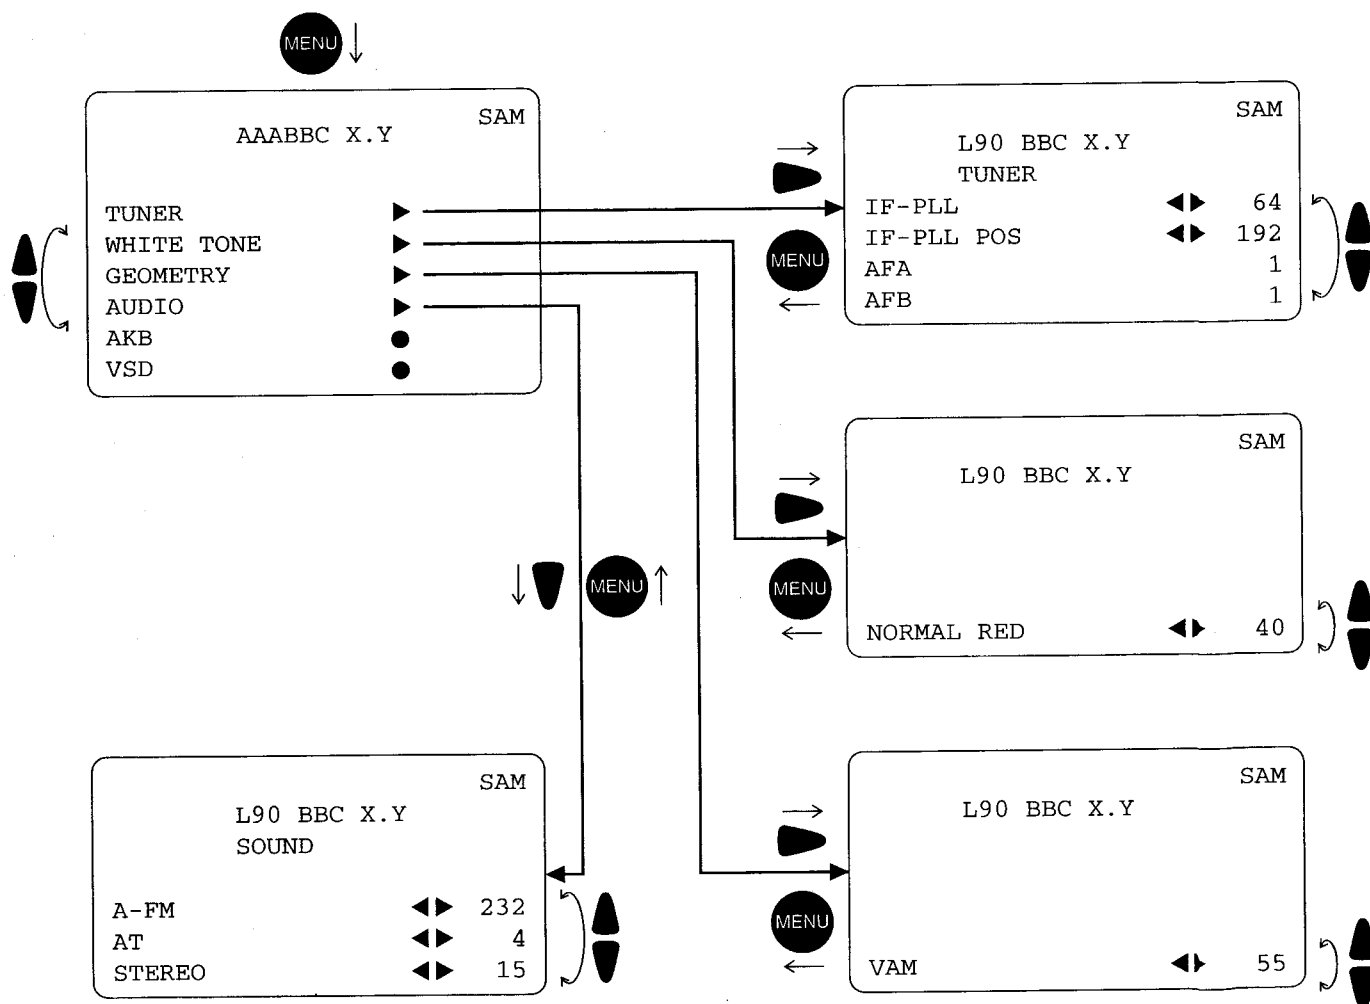 MENU
SAM
AAABBC X.Y
TUNER
WHITE TONE
GEOMETRY
AUDIO
AKB
VSD
SAM
L90 BBC X.Y
TUNER
IF-PLL 64
IF-PLL POS 192
AFA 1
AFB 1
MENU
SAM
L90 BBC X.Y
NORMAL RED 40
MENU
MENU
SAM
L90 BBC X.Y
SOUND
A-FM 232
AT 4
STEREO 15
SAM
L90 BBC X.Y
VAM 55
MENU